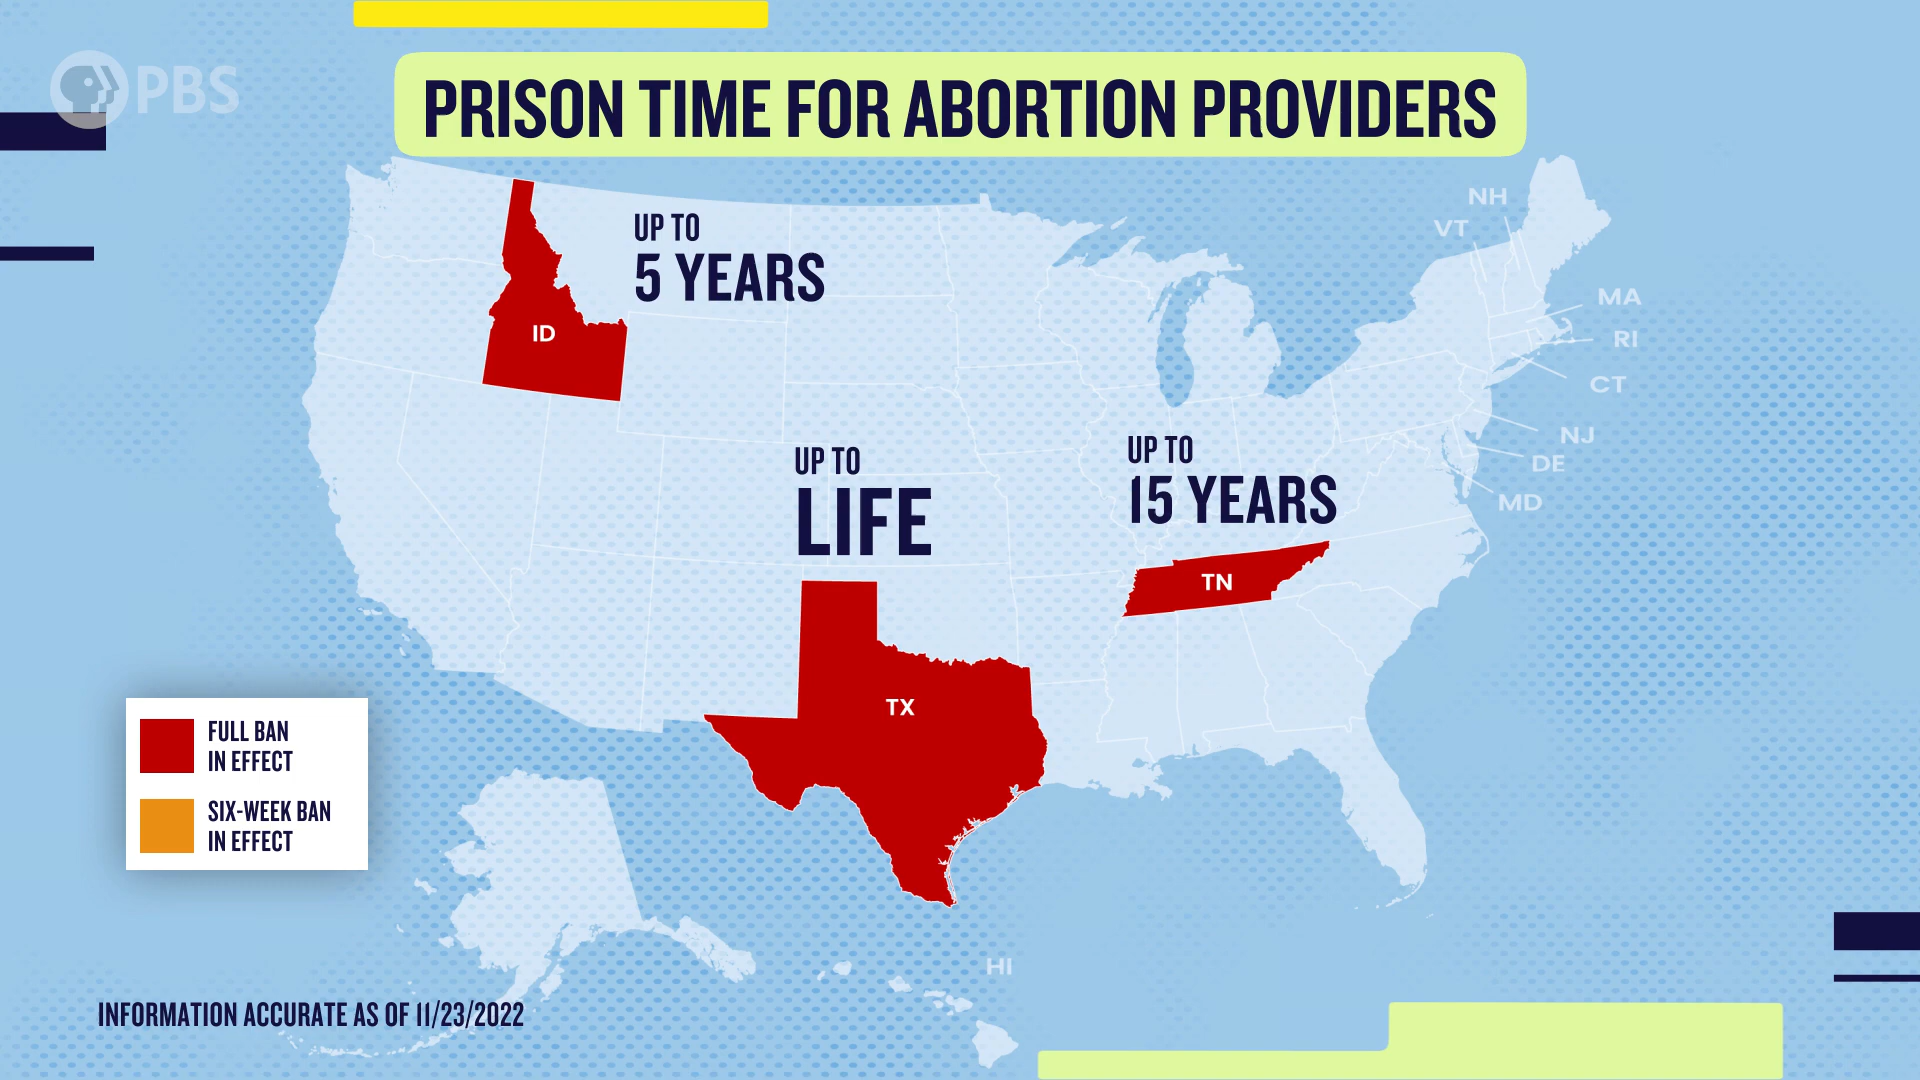 PBS
PRISON TIME FOR ABORTION PROVIDERS
NH
VT
UP TO
5 YEARS
MA
ID
RI
CT
NJ
UP TO
15 YEARS
UP TO
LIFE
DE
MD
TN
TX
FULL BAN
IN EFFECT
SIX-WEEK BAN
IN EFFECT
HI
INFORMATION ACCURATE AS OF 11/23/2022